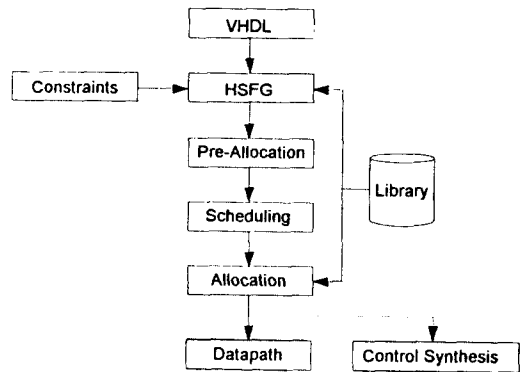 VHDL
Constraints
HSFG
Pre-Allocation
Library
Scheduling
Allocation
Datapath
Control Synthesis